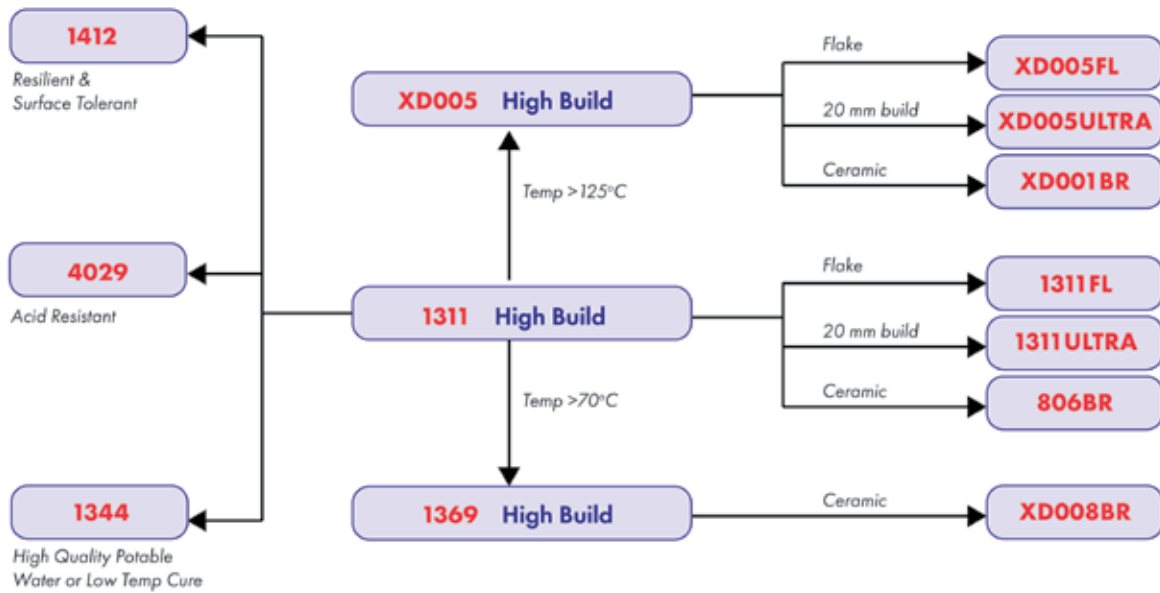 1412
Resilient &
Surface Tolerant
4029
Acid Resistant
1344
High Quality Potable
Water or Low Temp Cure
XD005 High Build
Temp >125°C
1311 High Build
Temp >70°C
1369 High Build
Flake
XD005FL
20 mm build
XD005ULTRA
Ceramic
XD001BR
Flake
1311FL
20 mm build
1311ULTRA
Ceramic
806BR
Ceramic
XD008BR